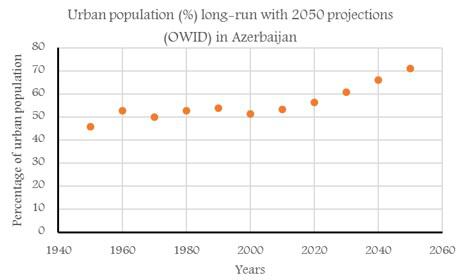 Urban population (%) long-run with 2050 projections
(OWID) in Azerbaijan
Percentage of urban population
80
70
60
50
40
30
20
10
0
1940 1960 1980 2000 2020 2040 2060
Years